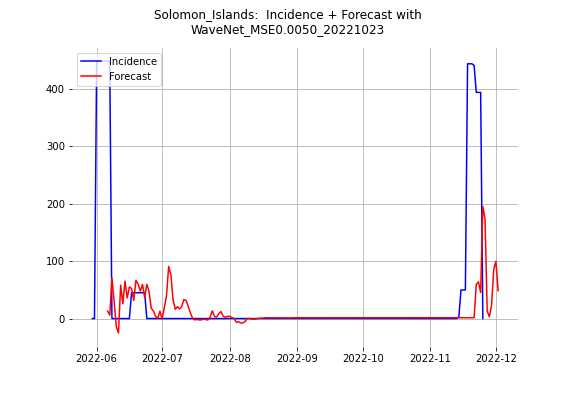 Solomon_Islands:  Incidence + Forecast with
WaveNet_MSE0.0050_20221023
Incidence
Forecast
400
300
200
100
0
2022-06 2022-07 2022-08 2022-09 2022-10 2022-11 2022-12